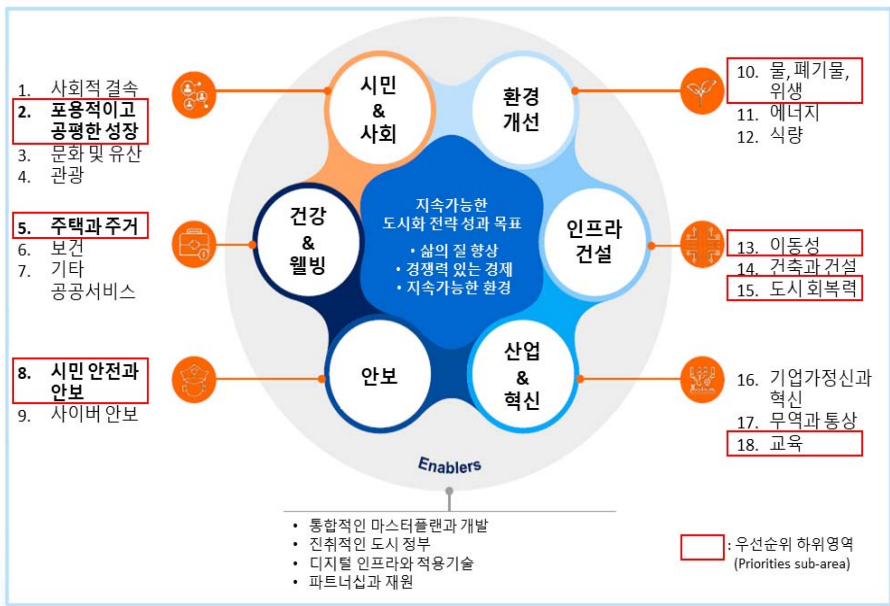 1. 사회적 결속
2. 포용적이고
공평한 성장
3. 문화 및 유산
4. 관광
5. 주택과 주거
6. 보건
7. 기타
공공서비스
8. 시민 안전과
안보
9. 사이버 안보
시민
&
사회
환경
개선
건강
&
웰빙
지속가능한
도시화 전략 성과 목표
• 삶의 질 향상
• 경쟁력 있는 경제
• 지속가능한 환경
인프라
건설
안보
산업
&
혁신
Enablers
10. 물, 폐기물,
위생
11. 에너지
12. 식량
13. 이동성
14. 건축과 건설
15. 도시 회복력
16. 기업가정신과
혁신
17. 무역과 통상
18. 교육
• 통합적인 마스터플랜과 개발
• 진취적인 도시 정부
• 디지털 인프라와 적용기술
• 파트너십과 재원
: 우선순위 하위영역
(Priorities sub-area)